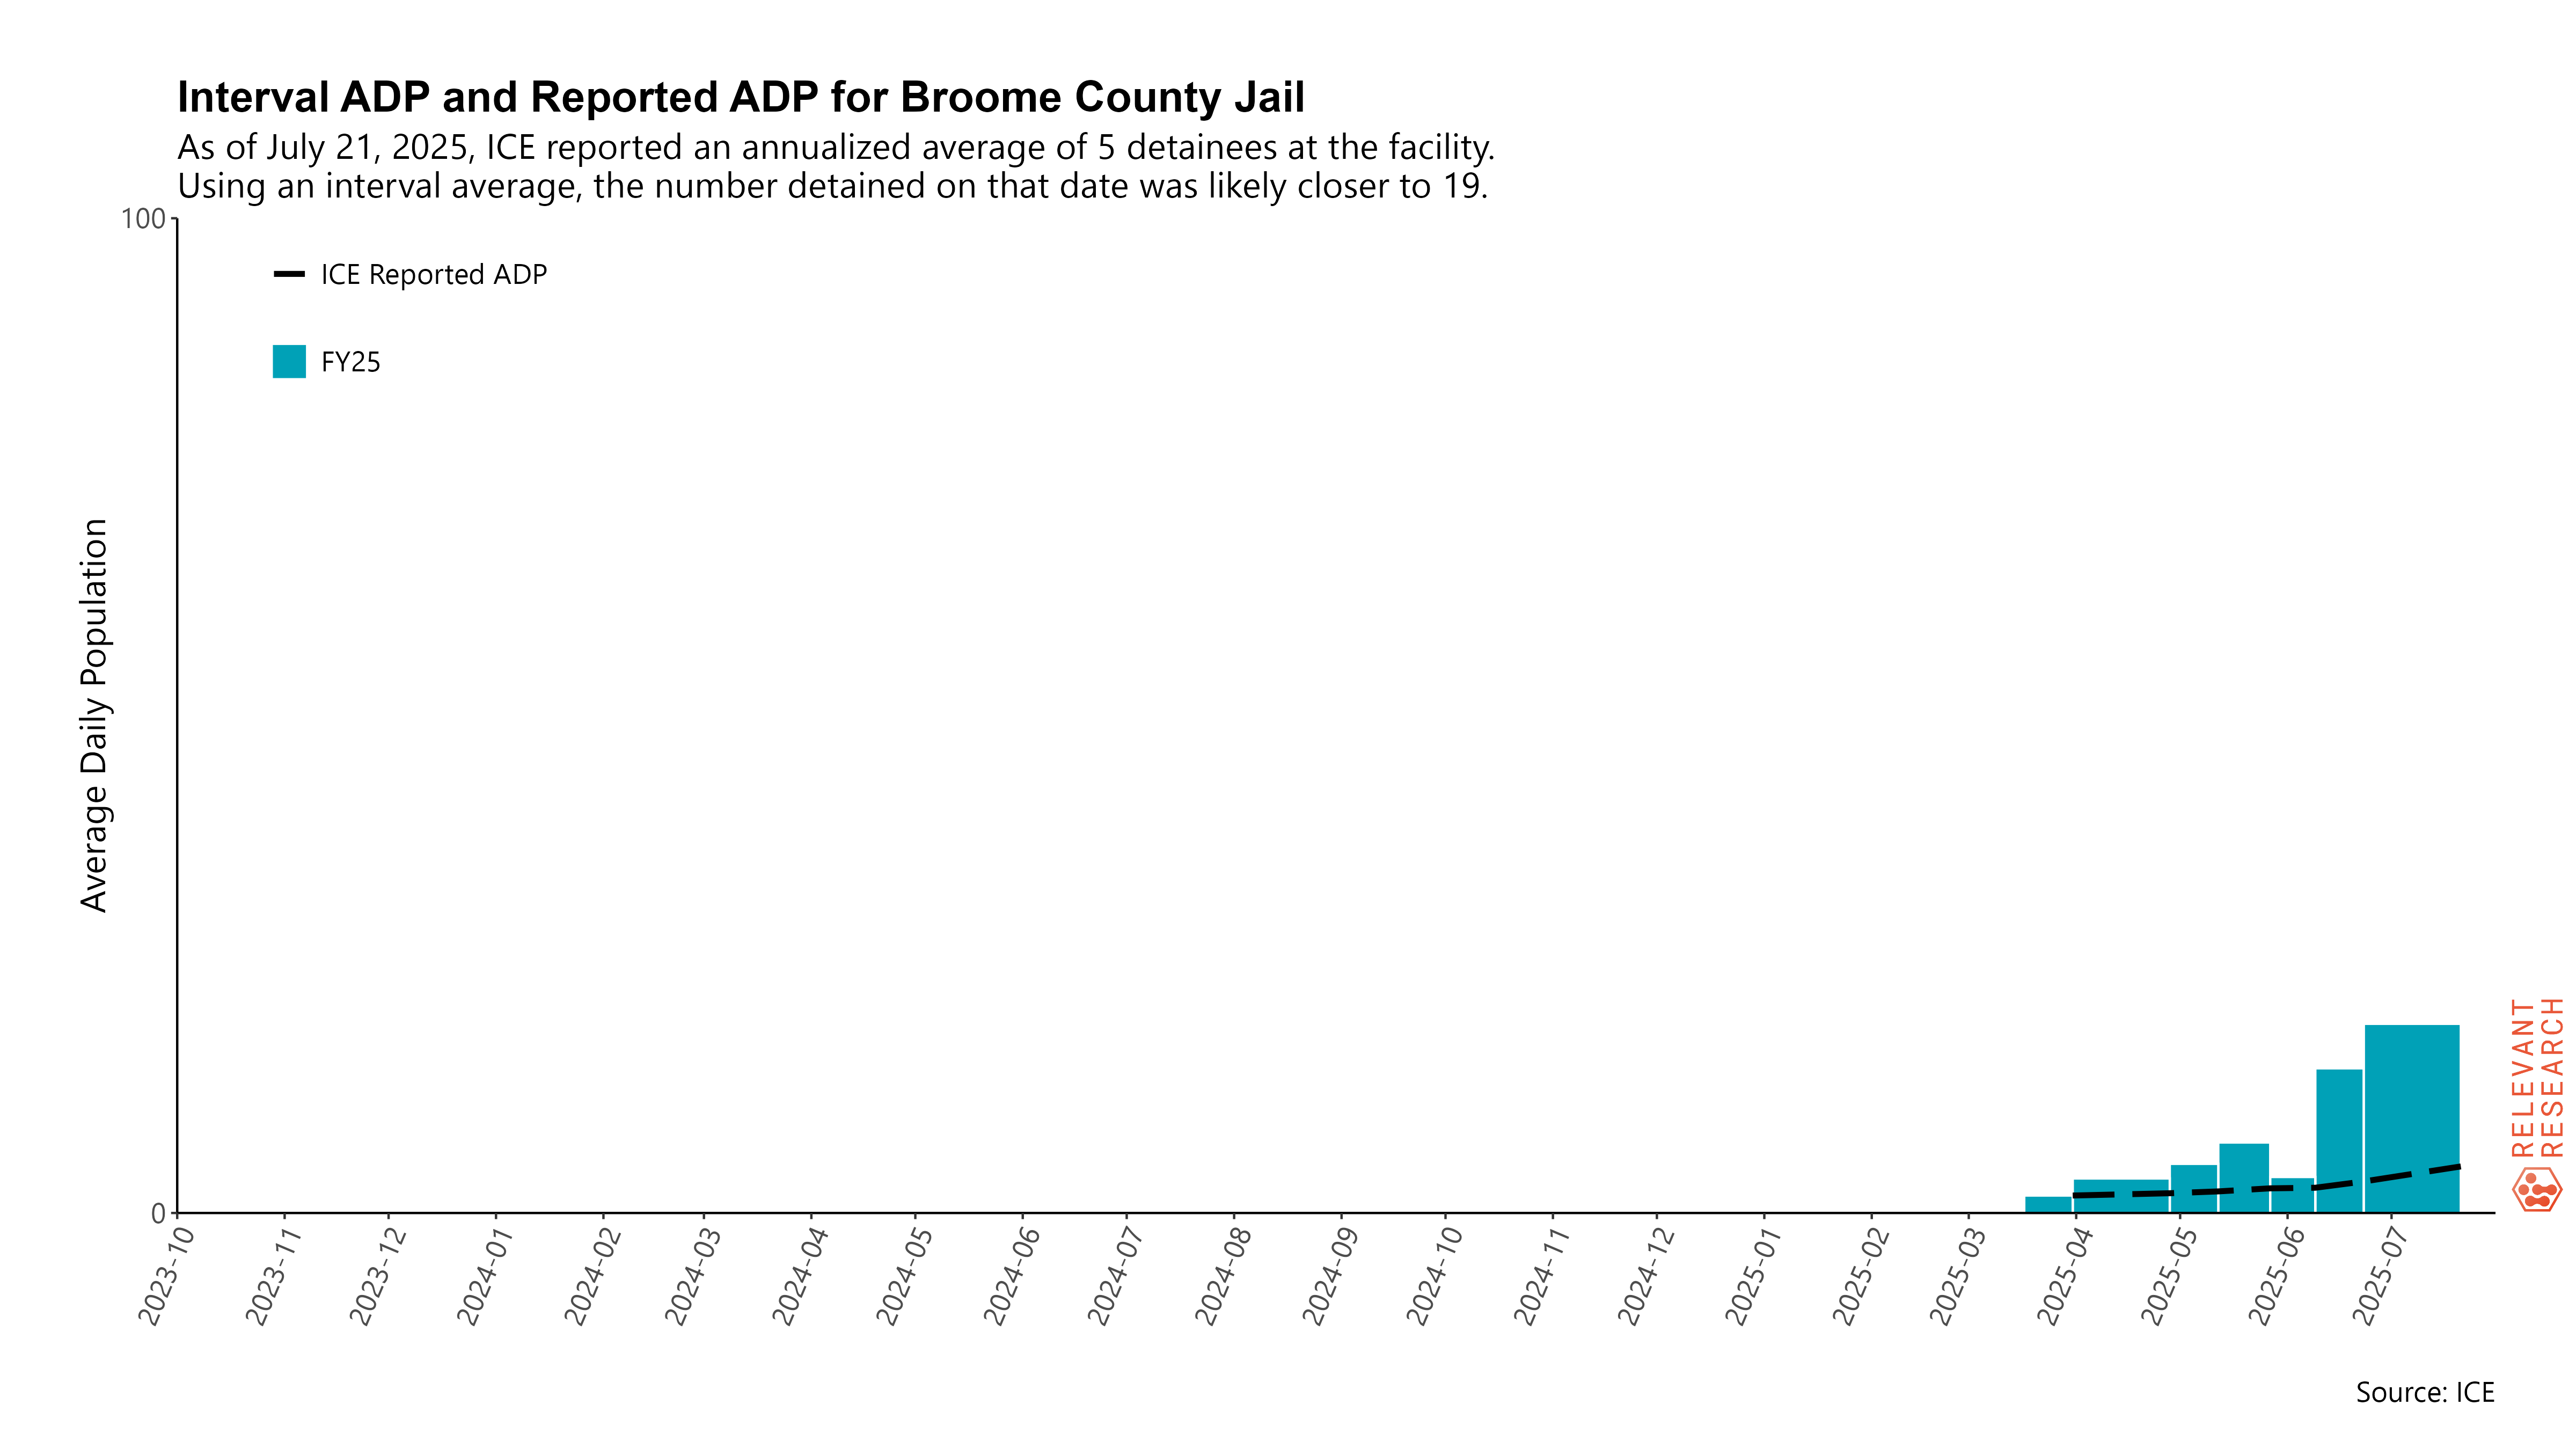 Interval ADP and Reported ADP for Broome County Jail
As of July 21, 2025, ICE reported an annualized average of 5 detainees at the facility.
Using an interval average, the number detained on that date was likely closer to 19.
100
ICE Reported ADP
FY25
Average Daily Population
0
2023-10
2023-11
2023-12
2024-01
2024-02
2024-03
2024-04
2024-05
2024-06
2024-07
2024-08
2024-09
2024-10
2024-11
2024-12
2025-01
2025-02
2025-03
2025-04
2025-05
2025-06
2025-07
RELEVANT
RESEARCH
Source: ICE